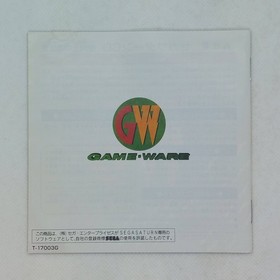 GW
GAME·WARE
この商品は、(株)セガ・エンタープライゼスがSEGASATURN専用の
ソフトウェアとして、自社の登録商標SEGAの使用を許諾したものです。
T-17003G